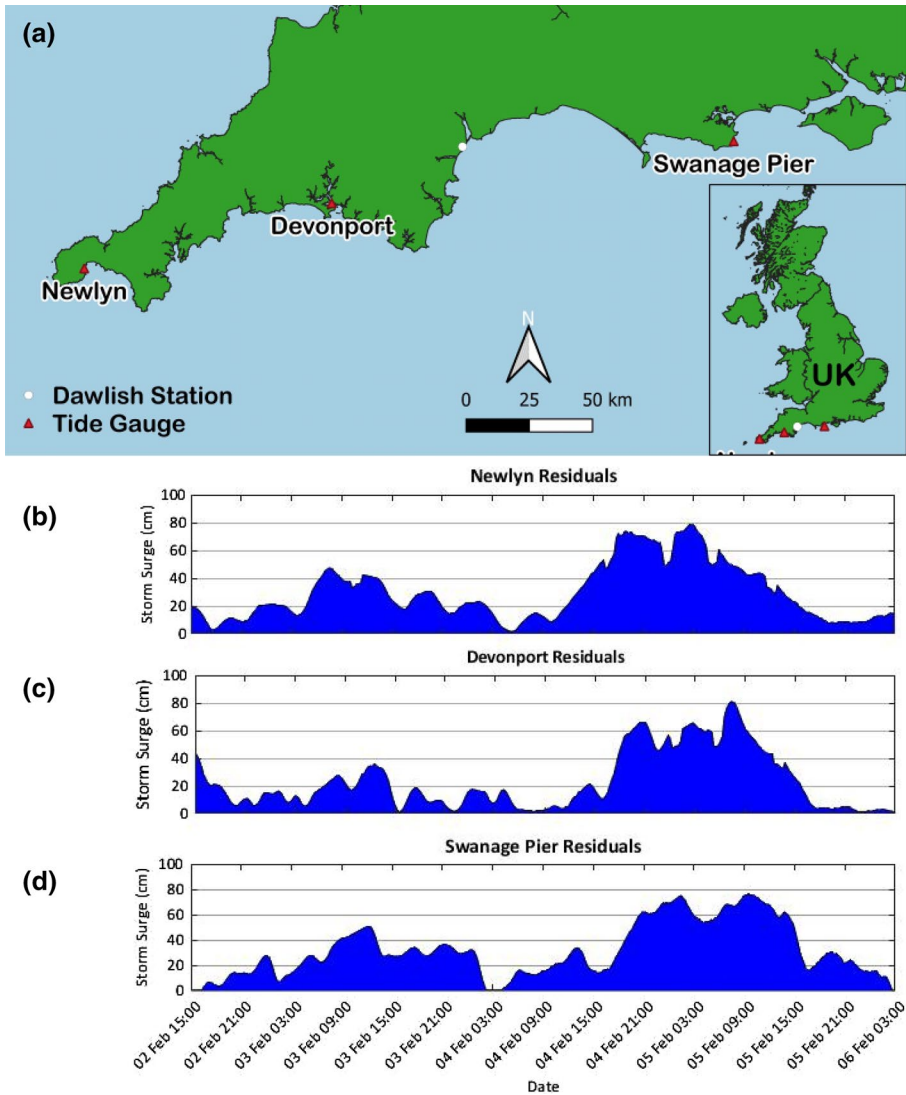 (a)
Swanage Pier
Devonport
Newlyn
N
UK
Dawlish Station
Tide Gauge
0 25 50 km
Newlyn Residuals
(b)
Storm Surge (cm)
100
80
60
40
20
0
Devonport Residuals
(c)
Storm Surge (cm)
100
80
60
40
20
0
Swanage Pier Residuals
(d)
Storm Surge (cm)
100
80
60
40
20
0
02 Feb 15:00
02 Feb 21:00
03 Feb 03:00
03 Feb 09:00
03 Feb 15:00
03 Feb 21:00
04 Feb 03:00
04 Feb 09:00
04 Feb 15:00
04 Feb 21:00
05 Feb 03:00
05 Feb 09:00
05 Feb 15:00
05 Feb 21:00
06 Feb 03:00
Date